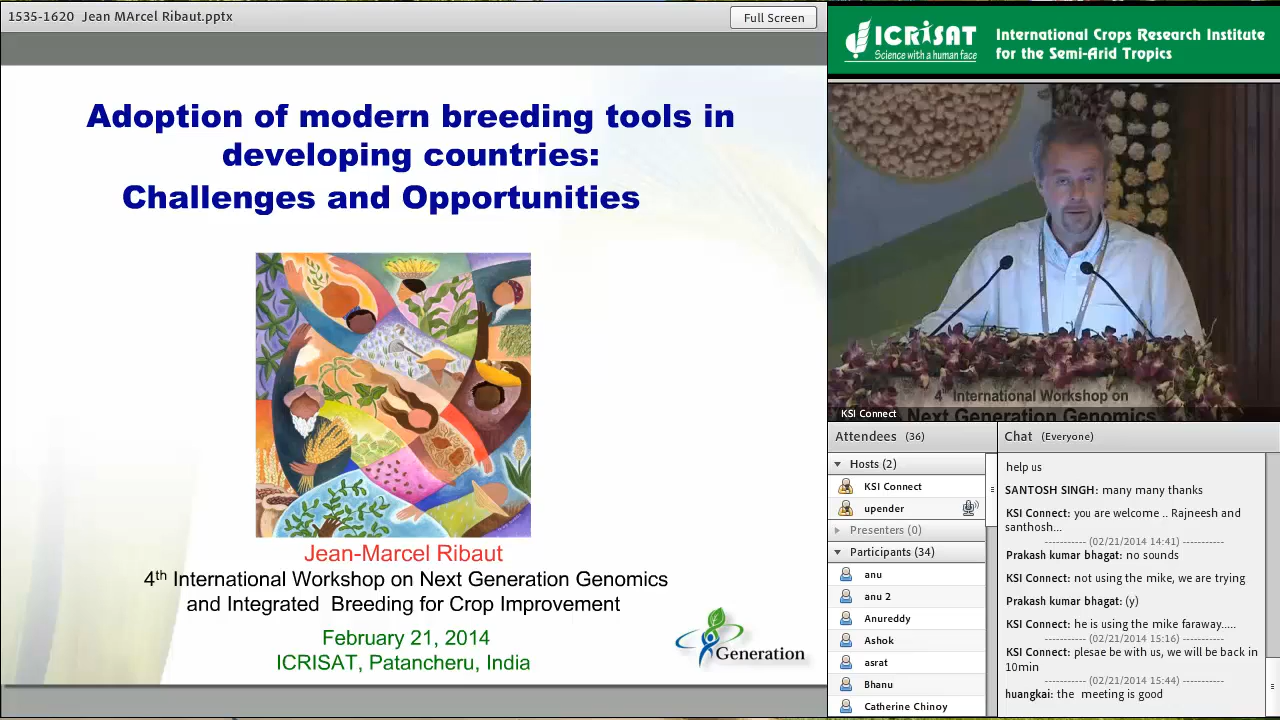 1535-1620 Jean MArcel Ribaut.pptx
Full Screen
Adoption of modern breeding tools in
developing countries:
Challenges and Opportunities
Jean-Marcel Ribaut
4th International Workshop on Next Generation Genomics
and Integrated Breeding for Crop Improvement
February 21, 2014
ICRISAT, Patancheru, India
Generation
ICRISAT
Science with a human face
International Crops Research Institute
for the Semi-Arid Tropics
4th International Workshop on
Next Generation Genomics
KSI Connect
Attendees (36)
Hosts (2)
KSI Connect
upender
Presenters (0)
Participants (34)
anu
anu 2
Anureddy
Ashok
asrat
Bhanu
Catherine Chinoy
Chat (Everyone)
help us
SANTOSH SINGH: many many thanks
KSI Connect: you are welcome .. Rajneesh and
santhosh...
----------- (02/21/2014 14:41) -----------
Prakash kumar bhagat: no sounds
KSI Connect: not using the mike, we are trying
Prakash kumar bhagat: (y)
KSI Connect: he is using the mike faraway.....
----------- (02/21/2014 15:16) -----------
KSI Connect: plesae be with us, we will be back in
10min
----------- (02/21/2014 15:44) -----------
huangkai: the meeting is good